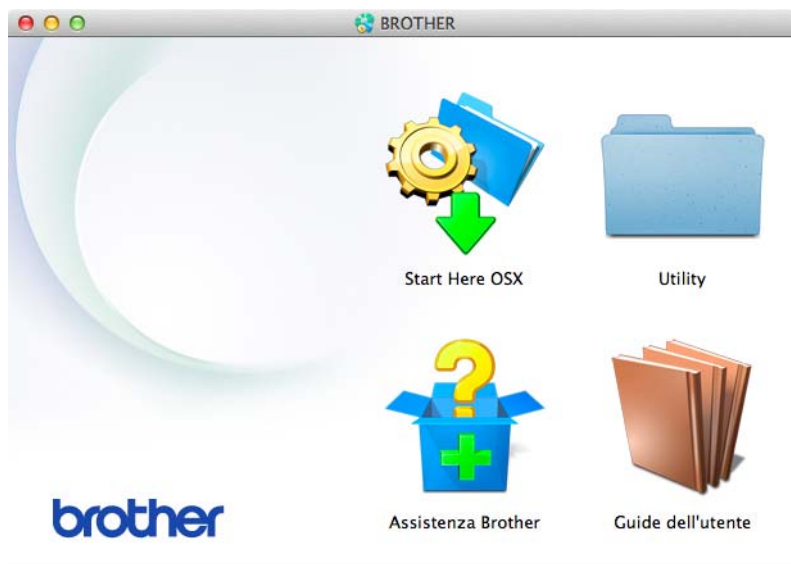 BROTHER
Start Here OSX
Utility
Assistenza Brother
Guide dell'utente
brother